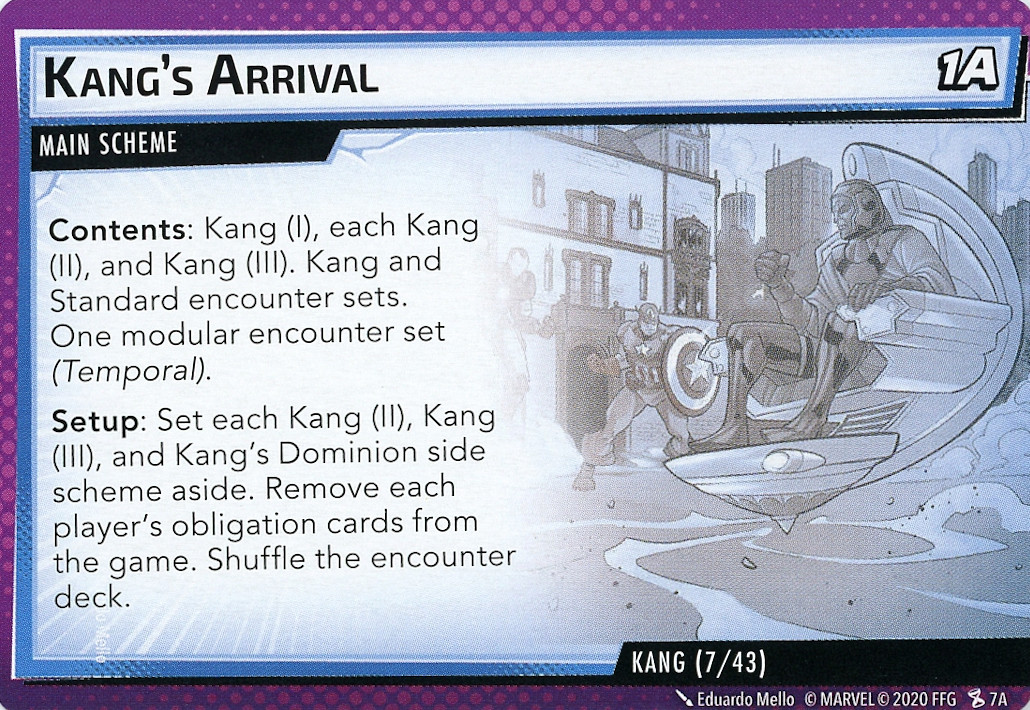 Kang's Arrival
1A
MAIN SCHEME
Contents: Kang (I), each Kang
(II), and Kang (III). Kang and
Standard encounter sets.
One modular encounter set
(Temporal).
Setup: Set each Kang (II), Kang
(III), and Kang's Dominion side
scheme aside. Remove each
player's obligation cards from
the game. Shuffle the encounter
deck.
KANG (7/43)
Eduardo Mello © MARVEL © 2020 FFG 7A